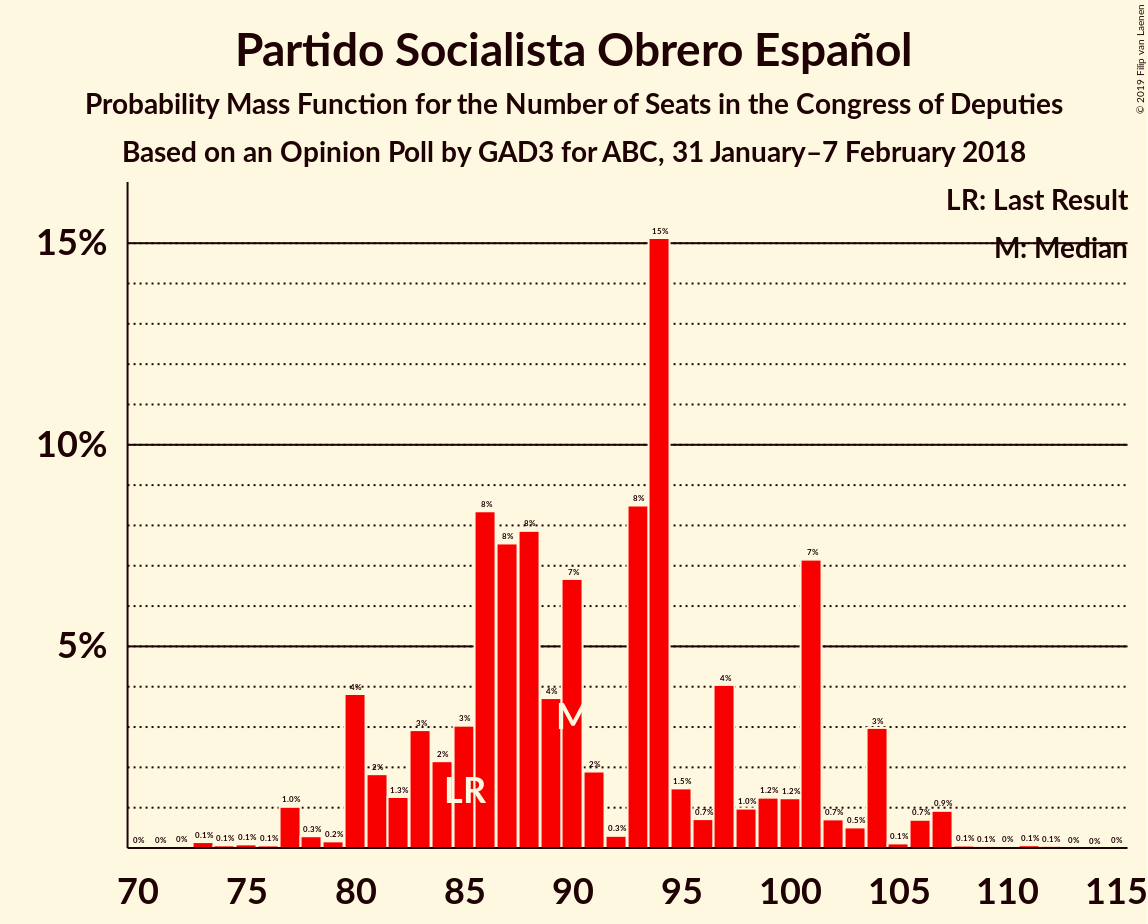 Partido Socialista Obrero Español
Probability Mass Function for the Number of Seats in the Congress of Deputies
Based on an Opinion Poll by GAD3 for ABC, 31 January–7 February 2018
© 2019 Filip van Laenen
LR: Last Result
M: Median
15%
10%
5%
0% 0% 0% 0.1% 0.1% 0.1% 0.1% 1.0% 0.3% 0.2% 4% 2% 1.3% 3% 2% 3% 8% 8% 8% 4% 7% 2% 0.3% 8% 15% 1.5% 0.7% 4% 1.0% 1.2% 1.2% 7% 0.7% 0.5% 3% 0.1% 0.7% 0.9% 0.1% 0.1% 0% 0.1% 0.1% 0% 0% 0%
M
LR
70 75 80 85 90 95 100 105 110 115